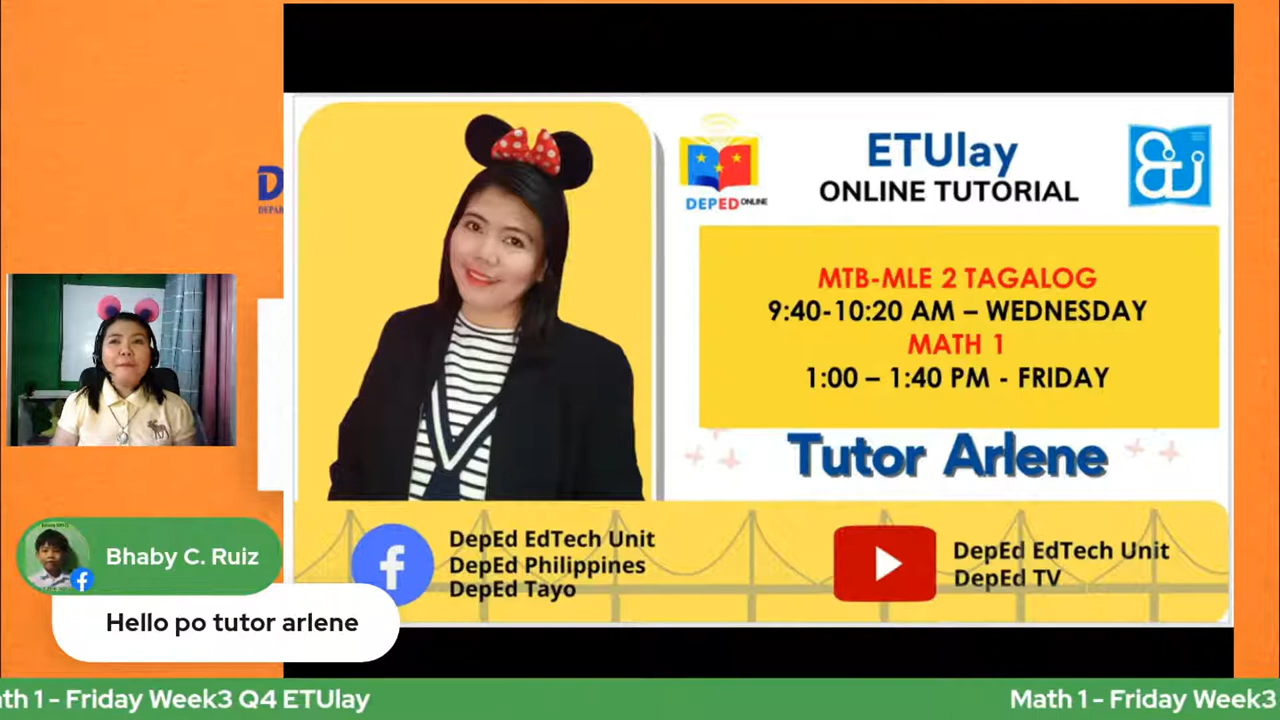 DEPED ONLINE
ETUlay
ONLINE TUTORIAL
MTB-MLE 2 TAGALOG
9:40-10:20 AM – WEDNESDAY
MATH 1
1:00 – 1:40 PM - FRIDAY
Tutor Arlene
DepEd EdTech Unit
DepEd Philippines
DepEd Tayo
DepEd EdTech Unit
DepEd TV
Bhaby C. Ruiz
Hello po tutor arlene
ath 1 - Friday Week3 Q4 ETUlay
Math 1 - Friday Week3